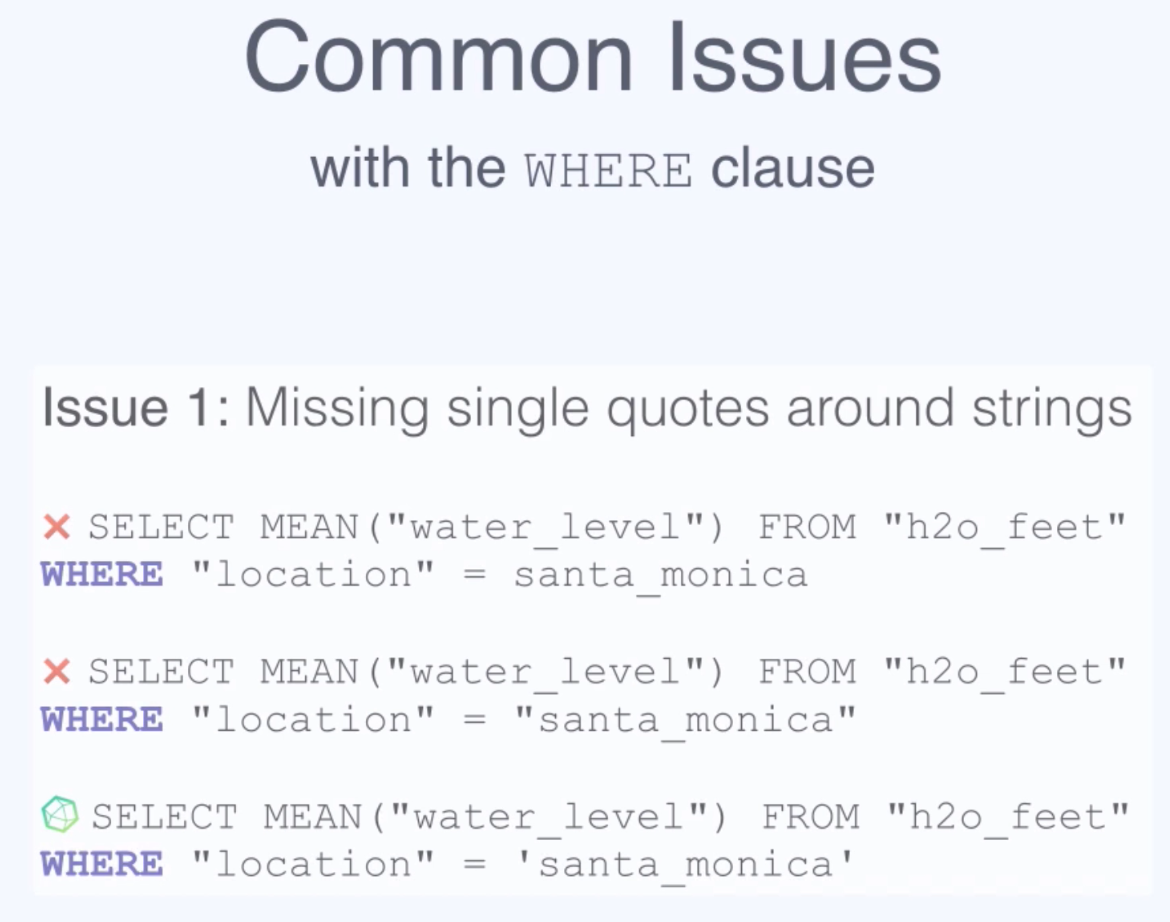 Common Issues
with the WHERE clause
Issue 1: Missing single quotes around strings
❌ SELECT MEAN("water_level") FROM "h2o_feet"
WHERE "location" = santa_monica
❌ SELECT MEAN("water_level") FROM "h2o_feet"
WHERE "location" = "santa_monica"
SELECT MEAN("water_level") FROM "h2o_feet"
WHERE "location" = 'santa_monica'